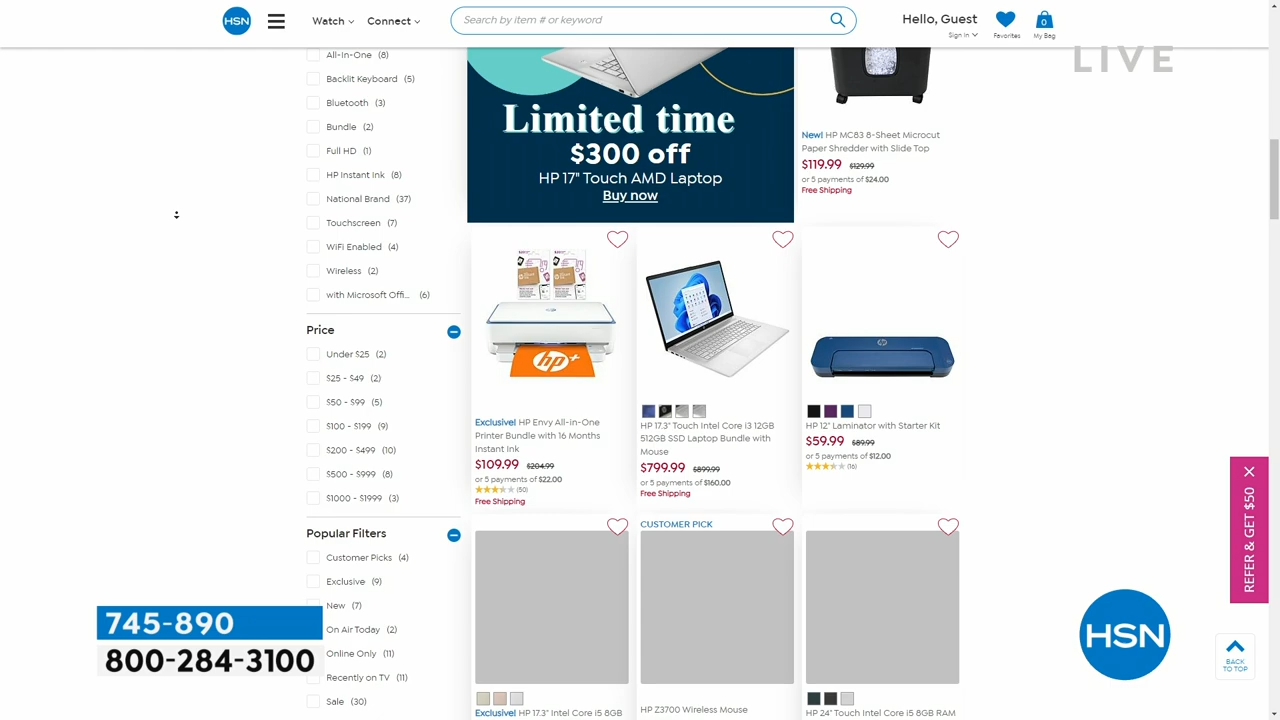 HSN
Watch
Connect
Search by item # or keyword
Hello, Guest
Sign In
Favorites
0
My Bag
LIVE
All-In-One (8)
Backlit Keyboard (5)
Bluetooth (3)
Bundle (2)
Full HD (1)
HP Instant Ink (8)
National Brand (37)
Touchscreen (7)
WiFi Enabled (4)
Wireless (2)
with Microsoft Offi... (6)
Price
Under $25 (2)
$25 - $49 (2)
$50 - $99 (5)
$100 - $199 (9)
$200 - $499 (10)
$500 - $999 (8)
$1000 - $1999 (3)
Popular Filters
Customer Picks (4)
Exclusive (9)
New (7)
On Air Today (2)
Online Only (11)
Recently on TV (11)
Sale (30)
Limited time
$300 off
HP 17" Touch AMD Laptop
Buy now
New! HP MC83 8-Sheet Microcut
Paper Shredder with Slide Top
$119.99 $129.99
or 5 payments of $24.00
Free Shipping
hp+
Exclusive! HP Envy All-in-One
Printer Bundle with 16 Months
Instant Ink
$109.99 $204.99
or 5 payments of $22.00
(50)
Free Shipping
HP 17.3" Touch Intel Core i3 12GB
512GB SSD Laptop Bundle with
Mouse
$799.99 $899.99
or 5 payments of $160.00
Free Shipping
HP 12" Laminator with Starter Kit
$59.99 $89.99
or 5 payments of $12.00
(16)
CUSTOMER PICK
Exclusive! HP 17.3" Intel Core i5 8GB
HP Z3700 Wireless Mouse
HP 24" Touch Intel Core i5 8GB RAM
REFER & GET $50
745-890
800-284-3100
HSN
BACK
TO TOP